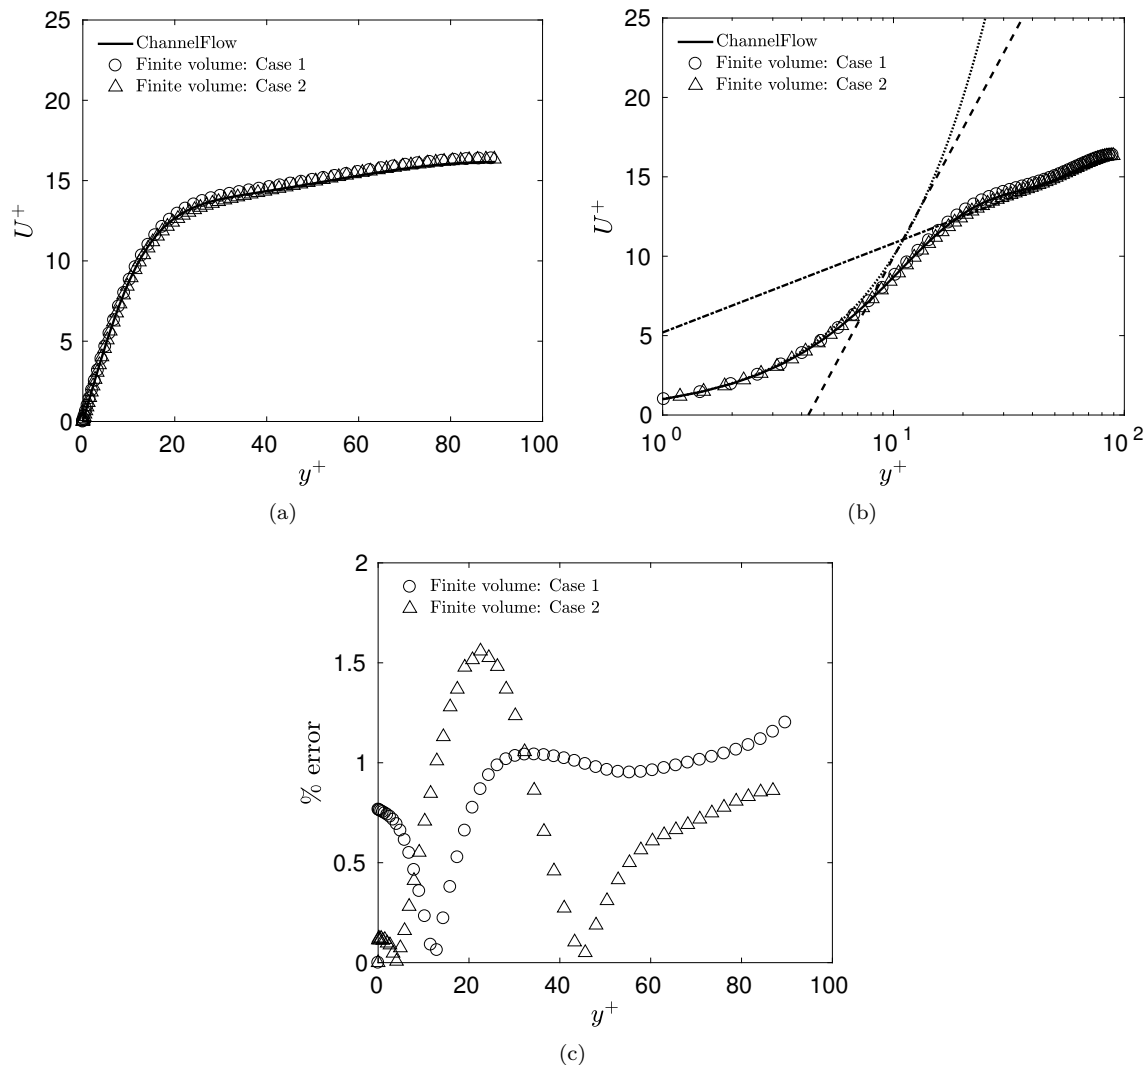 25
20
15
10
5
0
U+
ChannelFlow
Finite volume: Case 1
Finite volume: Case 2
0 20 40 60 80 100
y+
(a)
25
20
15
10
5
0
U+
ChannelFlow
Finite volume: Case 1
Finite volume: Case 2
10^0 10^1 10^2
y+
(b)
2
1.5
1
0.5
0
% error
Finite volume: Case 1
Finite volume: Case 2
0 20 40 60 80 100
y+
(c)